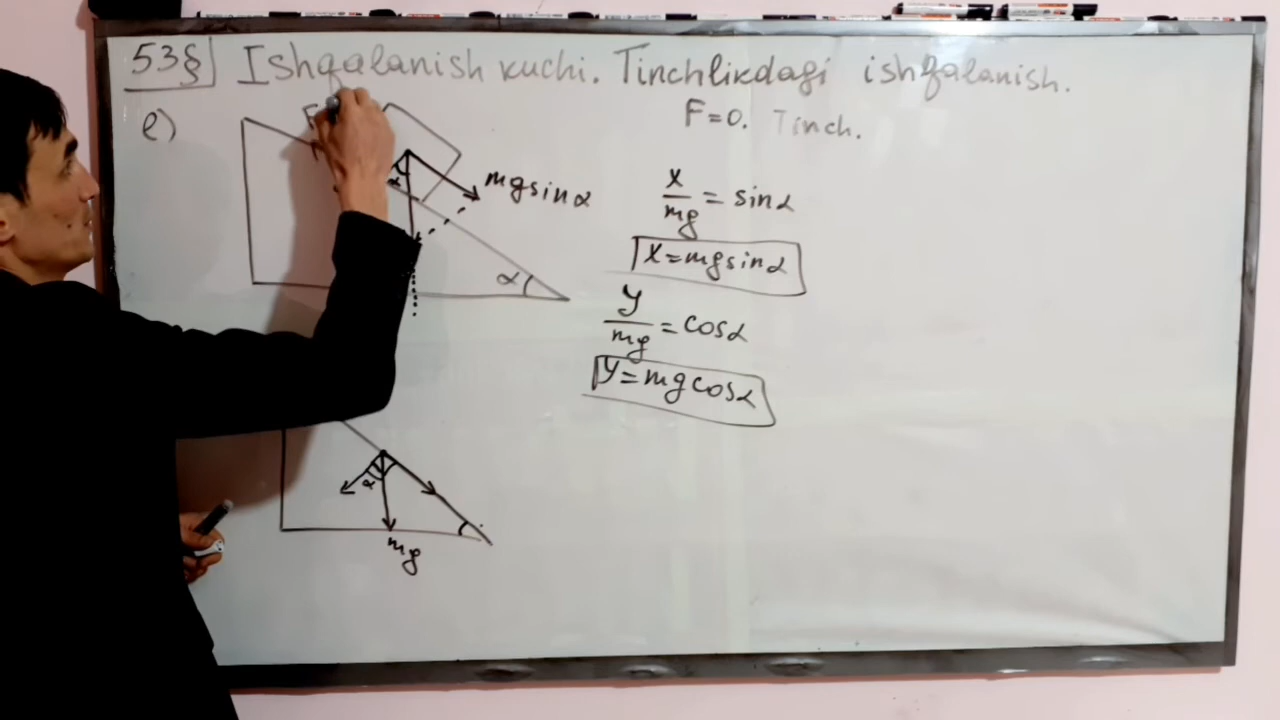 53§ Ishqalanish kuchi. Tinchlikdagi ishqalanish.
e)
F=0. Tinch.
F
α
mgsinα
α
x/mg = sinα
x=mgsinα
y/mg = cosα
y=mgcosα
α
mg